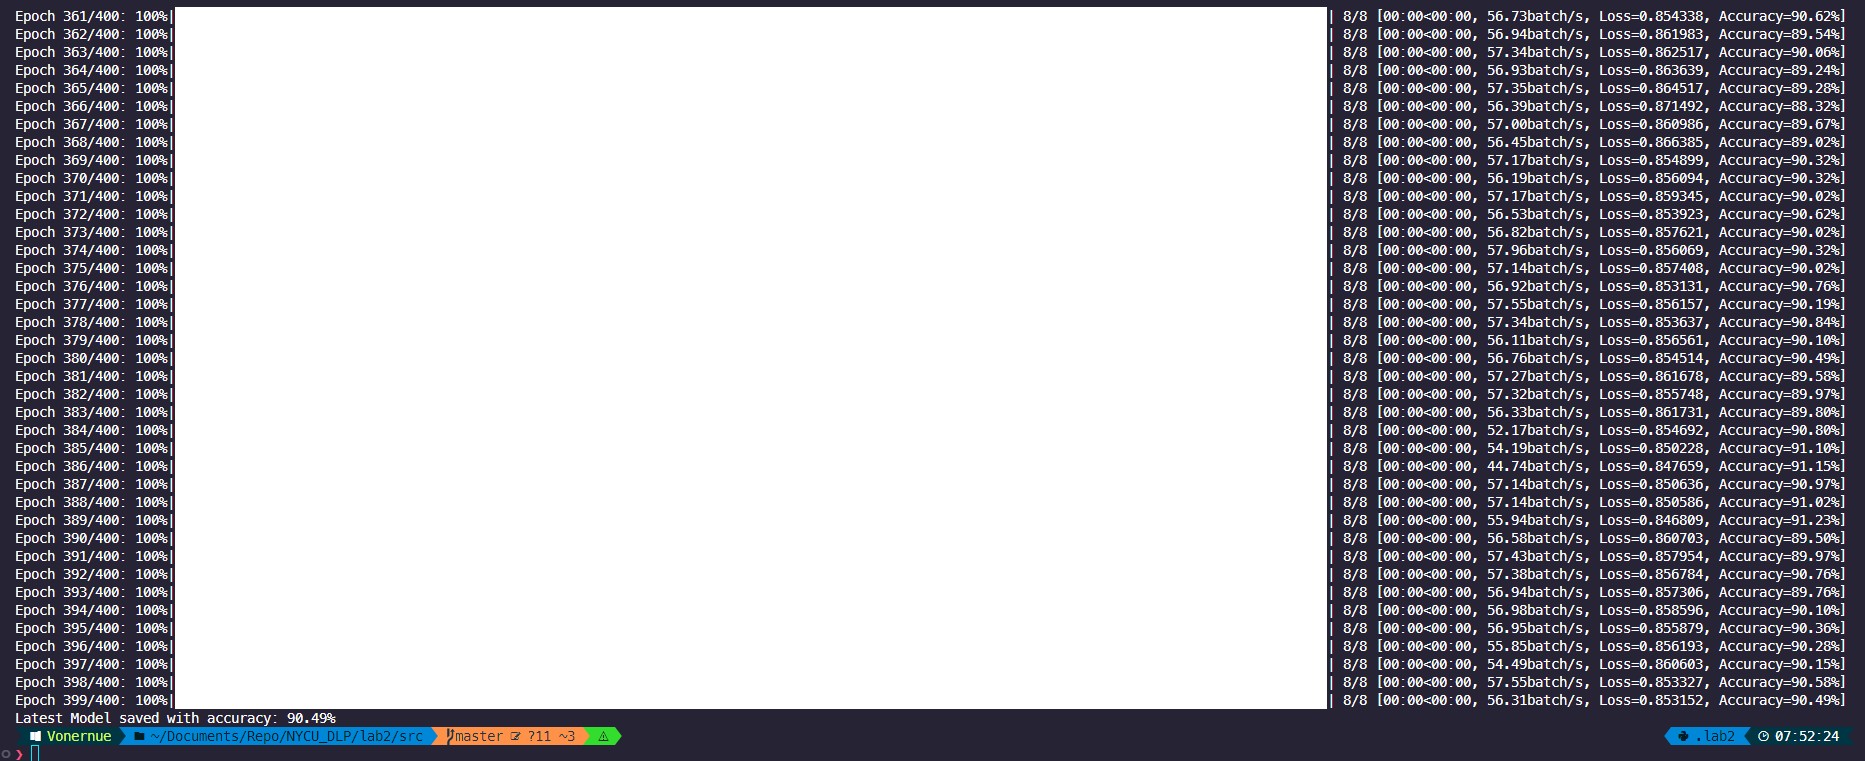 Epoch 361/400: 100%| | 8/8 [00:00<00:00, 56.73batch/s, Loss=0.854338, Accuracy=90.62%]
Epoch 362/400: 100%| | 8/8 [00:00<00:00, 56.94batch/s, Loss=0.861983, Accuracy=89.54%]
Epoch 363/400: 100%| | 8/8 [00:00<00:00, 57.34batch/s, Loss=0.862517, Accuracy=90.06%]
Epoch 364/400: 100%| | 8/8 [00:00<00:00, 56.93batch/s, Loss=0.863639, Accuracy=89.24%]
Epoch 365/400: 100%| | 8/8 [00:00<00:00, 57.35batch/s, Loss=0.864517, Accuracy=89.28%]
Epoch 366/400: 100%| | 8/8 [00:00<00:00, 56.39batch/s, Loss=0.871492, Accuracy=88.32%]
Epoch 367/400: 100%| | 8/8 [00:00<00:00, 57.00batch/s, Loss=0.860986, Accuracy=89.67%]
Epoch 368/400: 100%| | 8/8 [00:00<00:00, 56.45batch/s, Loss=0.866385, Accuracy=89.02%]
Epoch 369/400: 100%| | 8/8 [00:00<00:00, 57.17batch/s, Loss=0.854899, Accuracy=90.32%]
Epoch 370/400: 100%| | 8/8 [00:00<00:00, 56.19batch/s, Loss=0.856094, Accuracy=90.32%]
Epoch 371/400: 100%| | 8/8 [00:00<00:00, 57.17batch/s, Loss=0.859345, Accuracy=90.02%]
Epoch 372/400: 100%| | 8/8 [00:00<00:00, 56.53batch/s, Loss=0.853923, Accuracy=90.62%]
Epoch 373/400: 100%| | 8/8 [00:00<00:00, 56.82batch/s, Loss=0.857621, Accuracy=90.02%]
Epoch 374/400: 100%| | 8/8 [00:00<00:00, 57.96batch/s, Loss=0.856069, Accuracy=90.32%]
Epoch 375/400: 100%| | 8/8 [00:00<00:00, 57.14batch/s, Loss=0.857408, Accuracy=90.02%]
Epoch 376/400: 100%| | 8/8 [00:00<00:00, 56.92batch/s, Loss=0.853131, Accuracy=90.76%]
Epoch 377/400: 100%| | 8/8 [00:00<00:00, 57.55batch/s, Loss=0.856157, Accuracy=90.19%]
Epoch 378/400: 100%| | 8/8 [00:00<00:00, 57.34batch/s, Loss=0.853637, Accuracy=90.84%]
Epoch 379/400: 100%| | 8/8 [00:00<00:00, 56.11batch/s, Loss=0.856561, Accuracy=90.10%]
Epoch 380/400: 100%| | 8/8 [00:00<00:00, 56.76batch/s, Loss=0.854514, Accuracy=90.49%]
Epoch 381/400: 100%| | 8/8 [00:00<00:00, 57.27batch/s, Loss=0.861678, Accuracy=89.58%]
Epoch 382/400: 100%| | 8/8 [00:00<00:00, 57.32batch/s, Loss=0.855748, Accuracy=89.97%]
Epoch 383/400: 100%| | 8/8 [00:00<00:00, 56.33batch/s, Loss=0.861731, Accuracy=89.80%]
Epoch 384/400: 100%| | 8/8 [00:00<00:00, 52.17batch/s, Loss=0.854692, Accuracy=90.80%]
Epoch 385/400: 100%| | 8/8 [00:00<00:00, 54.19batch/s, Loss=0.850228, Accuracy=91.10%]
Epoch 386/400: 100%| | 8/8 [00:00<00:00, 44.74batch/s, Loss=0.847659, Accuracy=91.15%]
Epoch 387/400: 100%| | 8/8 [00:00<00:00, 57.14batch/s, Loss=0.850636, Accuracy=90.97%]
Epoch 388/400: 100%| | 8/8 [00:00<00:00, 57.14batch/s, Loss=0.850586, Accuracy=91.02%]
Epoch 389/400: 100%| | 8/8 [00:00<00:00, 55.94batch/s, Loss=0.846809, Accuracy=91.23%]
Epoch 390/400: 100%| | 8/8 [00:00<00:00, 56.58batch/s, Loss=0.860703, Accuracy=89.50%]
Epoch 391/400: 100%| | 8/8 [00:00<00:00, 57.43batch/s, Loss=0.857954, Accuracy=89.97%]
Epoch 392/400: 100%| | 8/8 [00:00<00:00, 57.38batch/s, Loss=0.856784, Accuracy=90.76%]
Epoch 393/400: 100%| | 8/8 [00:00<00:00, 56.94batch/s, Loss=0.857306, Accuracy=89.76%]
Epoch 394/400: 100%| | 8/8 [00:00<00:00, 56.98batch/s, Loss=0.858596, Accuracy=90.10%]
Epoch 395/400: 100%| | 8/8 [00:00<00:00, 56.95batch/s, Loss=0.855879, Accuracy=90.36%]
Epoch 396/400: 100%| | 8/8 [00:00<00:00, 55.85batch/s, Loss=0.856193, Accuracy=90.28%]
Epoch 397/400: 100%| | 8/8 [00:00<00:00, 54.49batch/s, Loss=0.860603, Accuracy=90.15%]
Epoch 398/400: 100%| | 8/8 [00:00<00:00, 57.55batch/s, Loss=0.853327, Accuracy=90.58%]
Epoch 399/400: 100%| | 8/8 [00:00<00:00, 56.31batch/s, Loss=0.853152, Accuracy=90.49%]
Latest Model saved with accuracy: 90.49%
Vonernue ~/Documents/Repo/NYCU_DLP/lab2/src master ?11 ~3 .lab2 07:52:24
❯